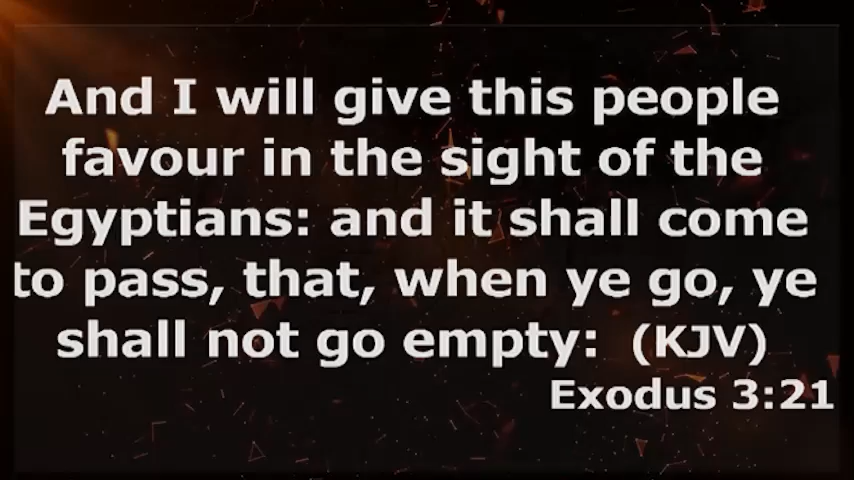 And I will give this people
favour in the sight of the
Egyptians: and it shall come
to pass, that, when ye go, ye
shall not go empty: (KJV)
Exodus 3:21